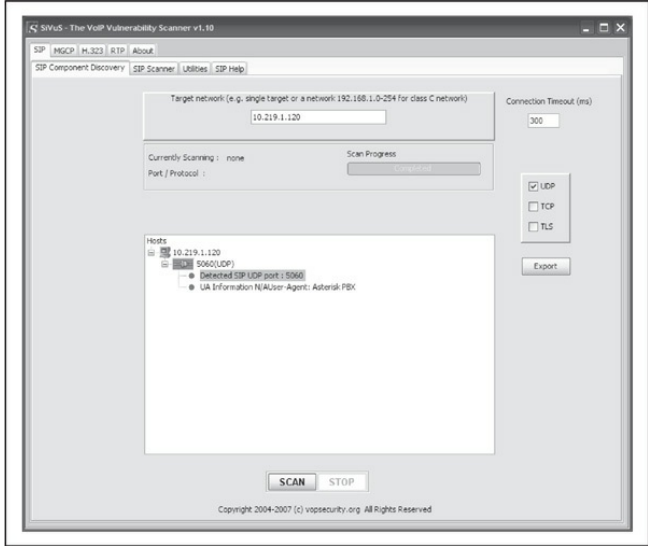 SiVuS - The VoIP Vulnerability Scanner v1.10
SIP MGCP H.323 RTP About
SIP Component Discovery SIP Scanner Utilities SIP Help
Target network (e.g. single target or a network 192.168.1.0-254 for class C network)
10.219.1.120
Connection Timeout (ms)
300
Currently Scanning : none
Port / Protocol :
Scan Progress
Completed
UDP
TCP
TLS
Export
Hosts
10.219.1.120
UA 5060(UDP)
Detected SIP UDP port : 5060
UA Information N/AUser-Agent: Asterisk PBX
SCAN STOP
Copyright 2004-2007 (c) vopsecurity.org All Rights Reserved